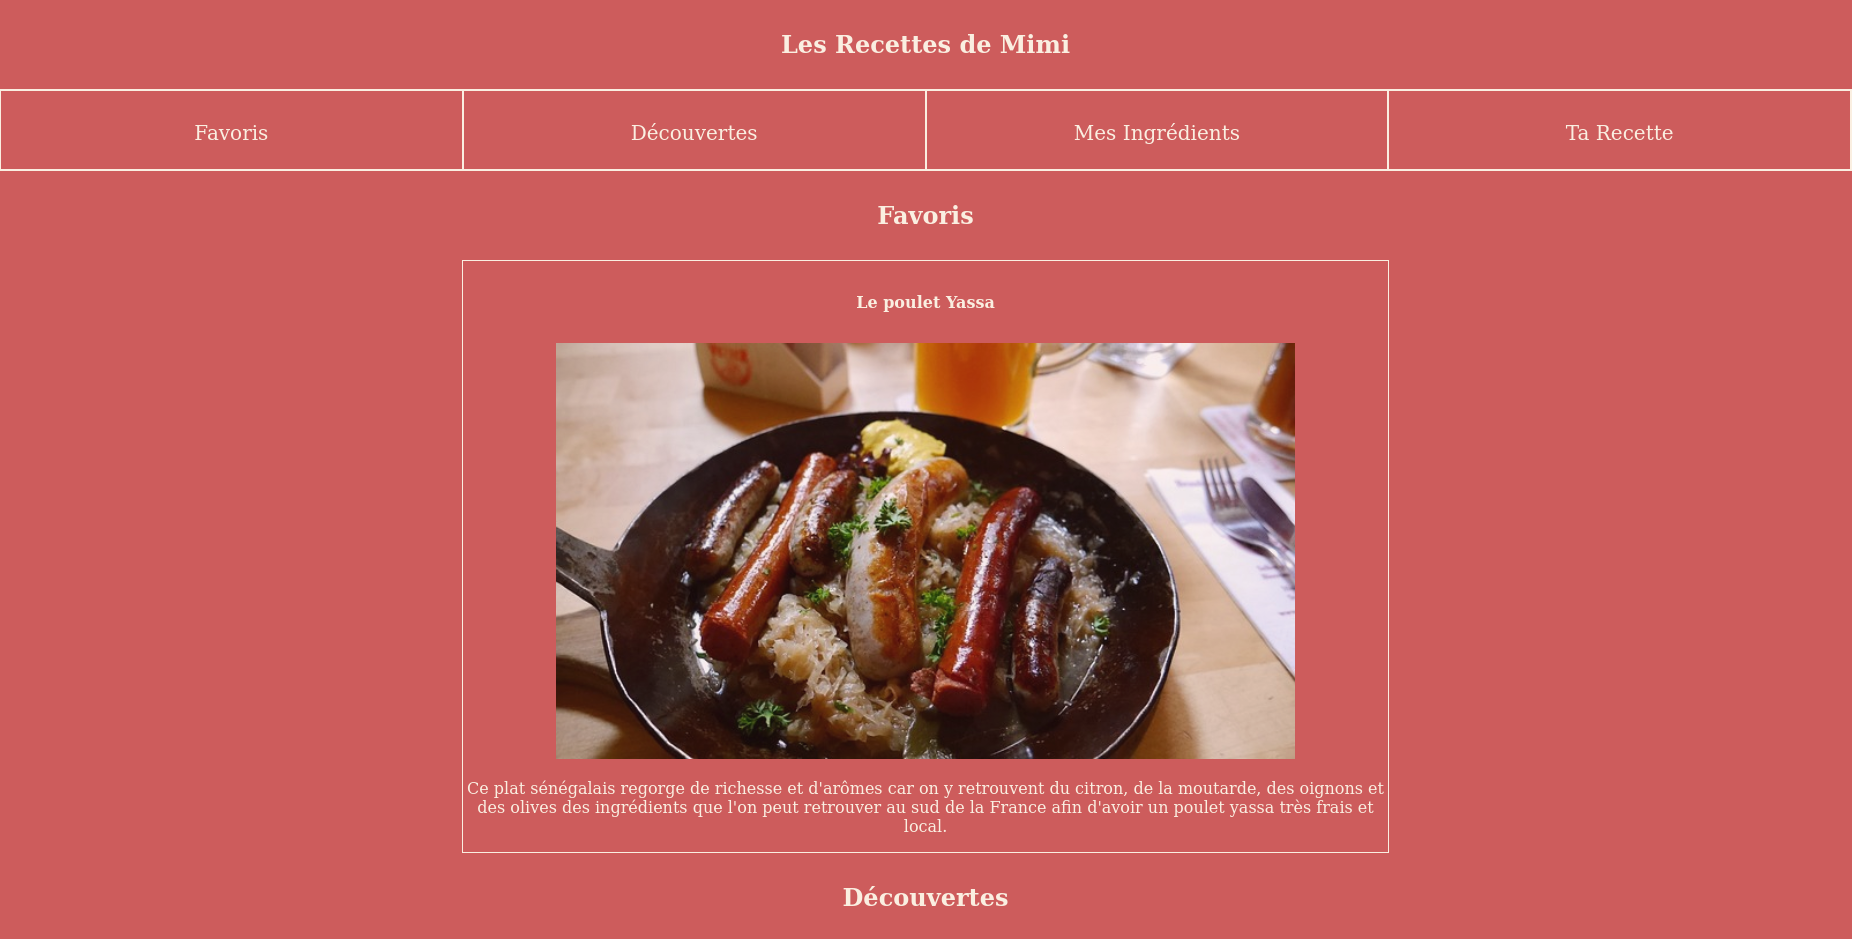 Les Recettes de Mimi
Favoris
Découvertes
Mes Ingrédients
Ta Recette
Favoris
Le poulet Yassa
Ce plat sénégalais regorge de richesse et d'arômes car on y retrouvent du citron, de la moutarde, des oignons et
des olives des ingrédients que l'on peut retrouver au sud de la France afin d'avoir un poulet yassa très frais et
local.
Découvertes